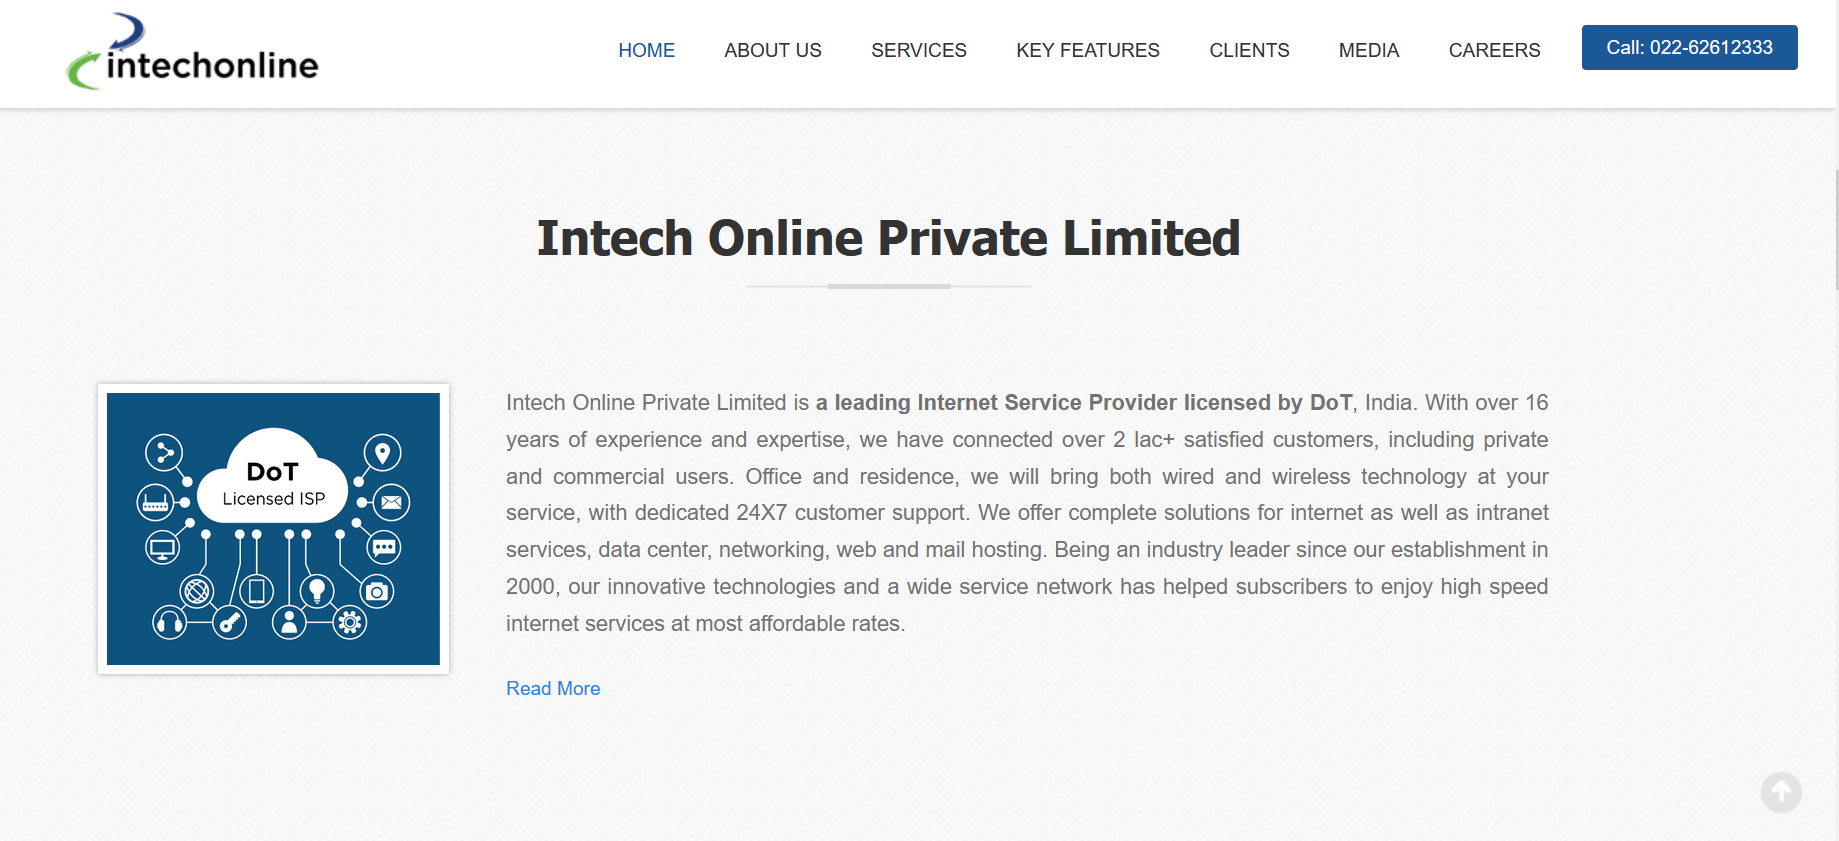 intechonline
HOME ABOUT US SERVICES KEY FEATURES CLIENTS MEDIA CAREERS Call: 022-62612333
Intech Online Private Limited
DoT
Licensed ISP
Intech Online Private Limited is a leading Internet Service Provider licensed by DoT, India. With over 16
years of experience and expertise, we have connected over 2 lac+ satisfied customers, including private
and commercial users. Office and residence, we will bring both wired and wireless technology at your
service, with dedicated 24X7 customer support. We offer complete solutions for internet as well as intranet
services, data center, networking, web and mail hosting. Being an industry leader since our establishment in
2000, our innovative technologies and a wide service network has helped subscribers to enjoy high speed
internet services at most affordable rates.
Read More